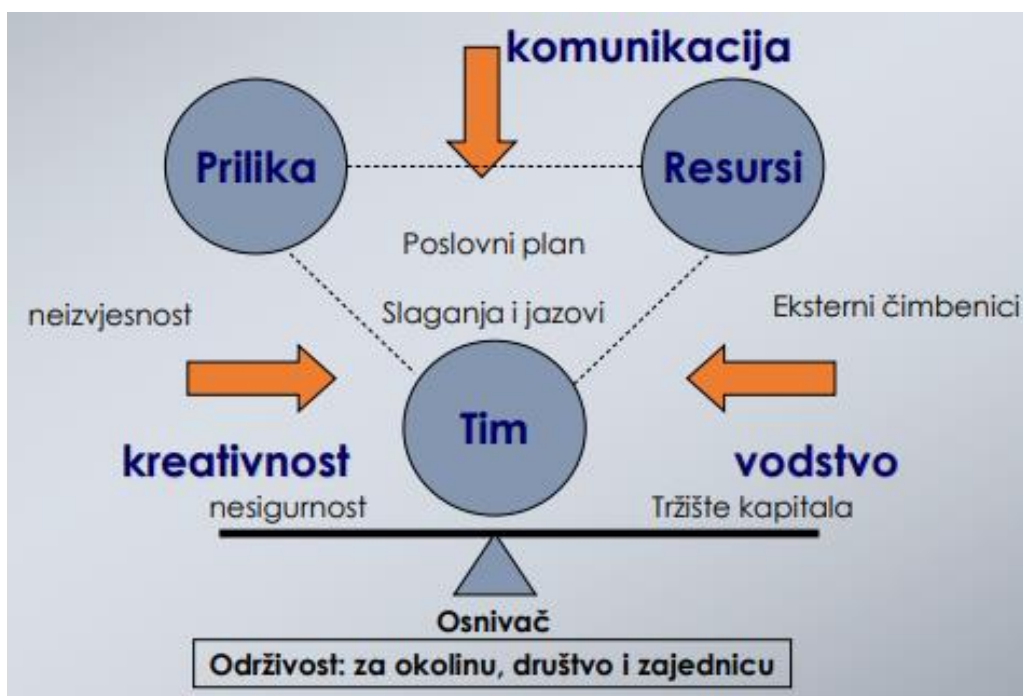 komunikacija
Prilika
Resursi
Poslovni plan
neizvjesnost
Slaganja i jazovi
Eksterni čimbenici
Tim
kreativnost
vodstvo
nesigurnost
Tržište kapitala
Osnivač
Održivost: za okolinu, društvo i zajednicu